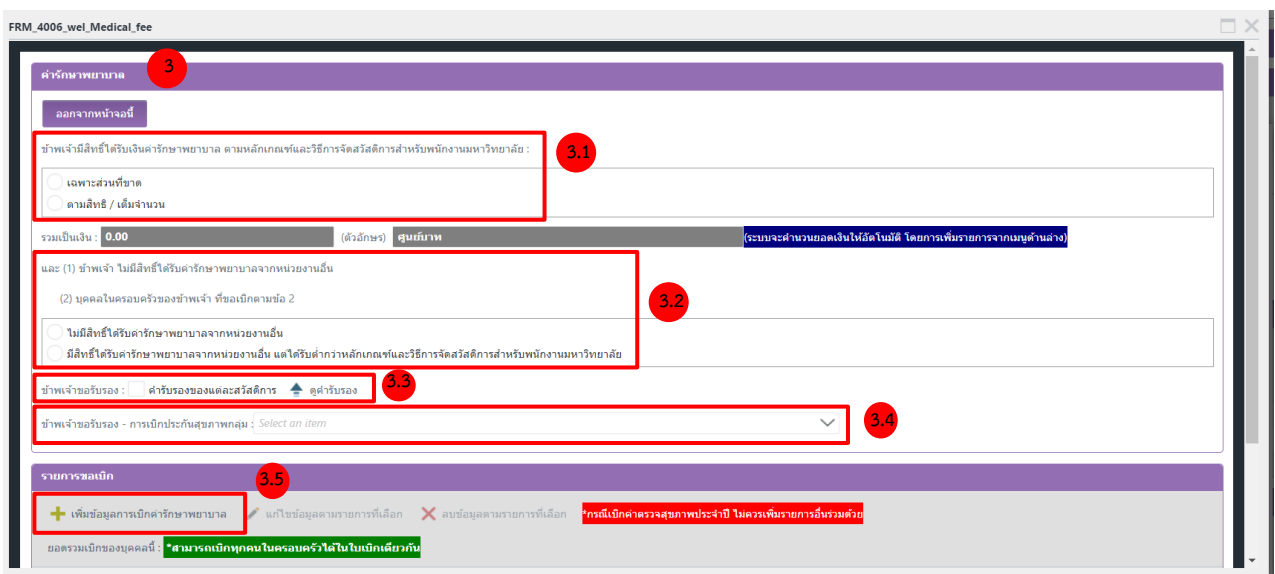 FRM_4006_wel_Medical_fee
ค่ารักษาพยาบาล 3
ออกจากหน้าจอนี้
ข้าพเจ้ามีสิทธิ์ได้รับเงินค่ารักษาพยาบาล ตามหลักเกณฑ์และวิธีการจัดสวัสดิการสำหรับพนักงานมหาวิทยาลัย : 3.1
เฉพาะส่วนที่ขาด
ตามสิทธิ / เต็มจำนวน
รวมเป็นเงิน : 0.00 (ตัวอักษร) ศูนย์บาท (ระบบจะคำนวนยอดเงินให้อัตโนมัติ โดยการเพิ่มรายการจากเมนูด้านล่าง)
และ (1) ข้าพเจ้า ไม่มีสิทธิ์ได้รับค่ารักษาพยาบาลจากหน่วยงานอื่น
(2) บุคคลในครอบครัวของข้าพเจ้า ที่ขอเบิกตามข้อ 2 3.2
ไม่มีสิทธิ์ได้รับค่ารักษาพยาบาลจากหน่วยงานอื่น
มีสิทธิ์ได้รับค่ารักษาพยาบาลจากหน่วยงานอื่น แต่ได้รับต่ำกว่าหลักเกณฑ์และวิธีการจัดสวัสดิการสำหรับพนักงานมหาวิทยาลัย
ข้าพเจ้าขอรับรอง : คำรับรองของแต่ละสวัสดิการ ดูคำรับรอง 3.3
ข้าพเจ้าขอรับรอง - การเบิกประกันสุขภาพกลุ่ม : Select an item 3.4
รายการขอเบิก 3.5
เพิ่มข้อมูลการเบิกค่ารักษาพยาบาล แก้ไขข้อมูลตามรายการที่เลือก ลบข้อมูลตามรายการที่เลือก *กรณีเบิกค่าตรวจสุขภาพประจำปี ไม่ควรเพิ่มรายการอื่นร่วมด้วย
ยอดรวมเบิกของบุคคลนี้ : *สามารถเบิกทุกคนในครอบครัวได้ในใบเบิกเดียวกัน